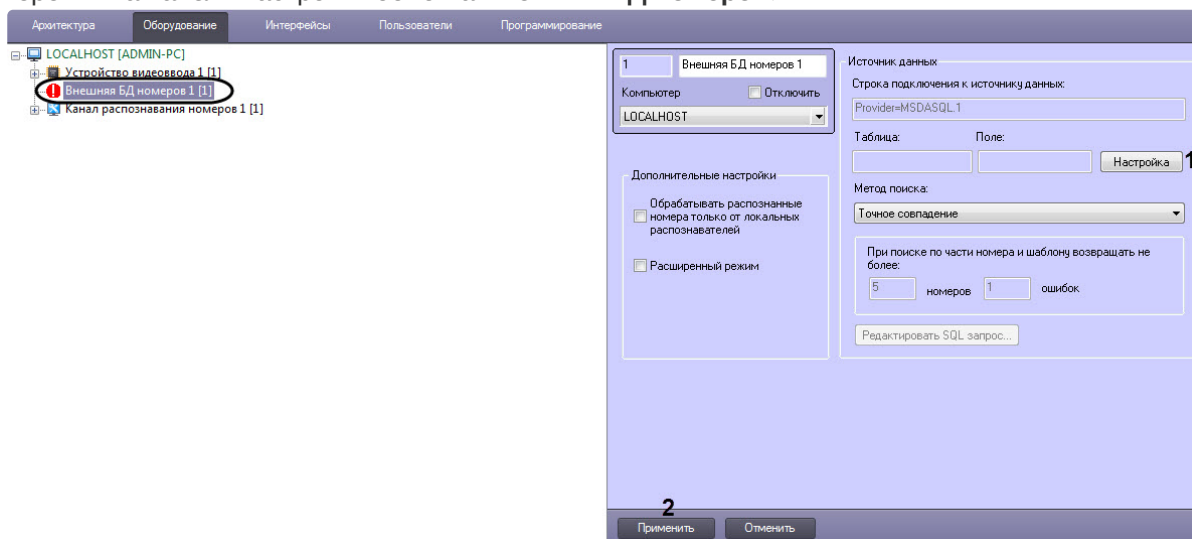 Архитектура Оборудование Интерфейсы Пользователи Программирование
LOCALHOST [ADMIN-PC]
Устройство видеоввода 1 [1]
Внешняя БД номеров 1 [1]
Канал распознавания номеров 1 [1]
1 Внешняя БД номеров 1
Компьютер Отключить
LOCALHOST
Дополнительные настройки
Обрабатывать распознанные
номера только от локальных
распознавателей
Расширенный режим
Источник данных
Строка подключения к источнику данных:
Provider=MSDASQL.1
Таблица: Поле:
Настройка 1
Метод поиска:
Точное совпадение
При поиске по части номера и шаблону возвращать не
более:
5 номеров 1 ошибок
Редактировать SQL запрос...
2
Применить Отменить